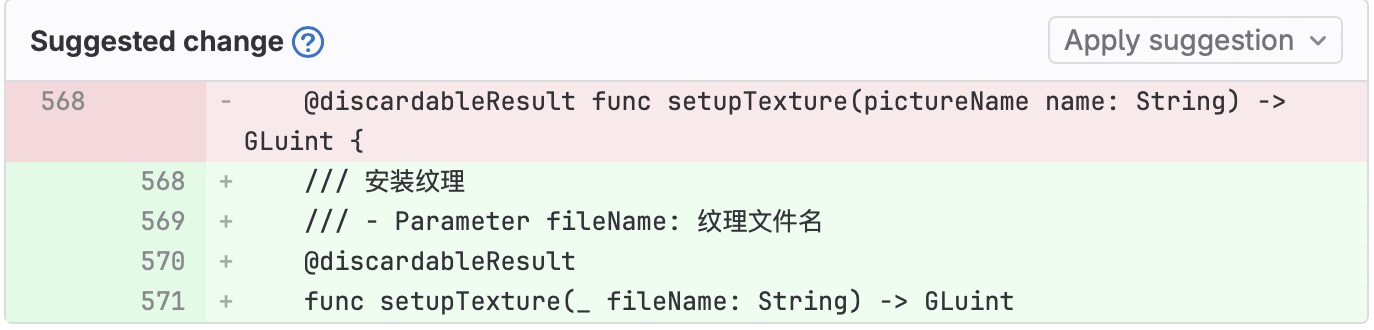 Suggested change ?
Apply suggestion
568 - @discardableResult func setupTexture(pictureName name: String) ->
GLuint {
568 + /// 安装纹理
569 + /// - Parameter fileName: 纹理文件名
570 + @discardableResult
571 + func setupTexture(_ fileName: String) -> GLuint